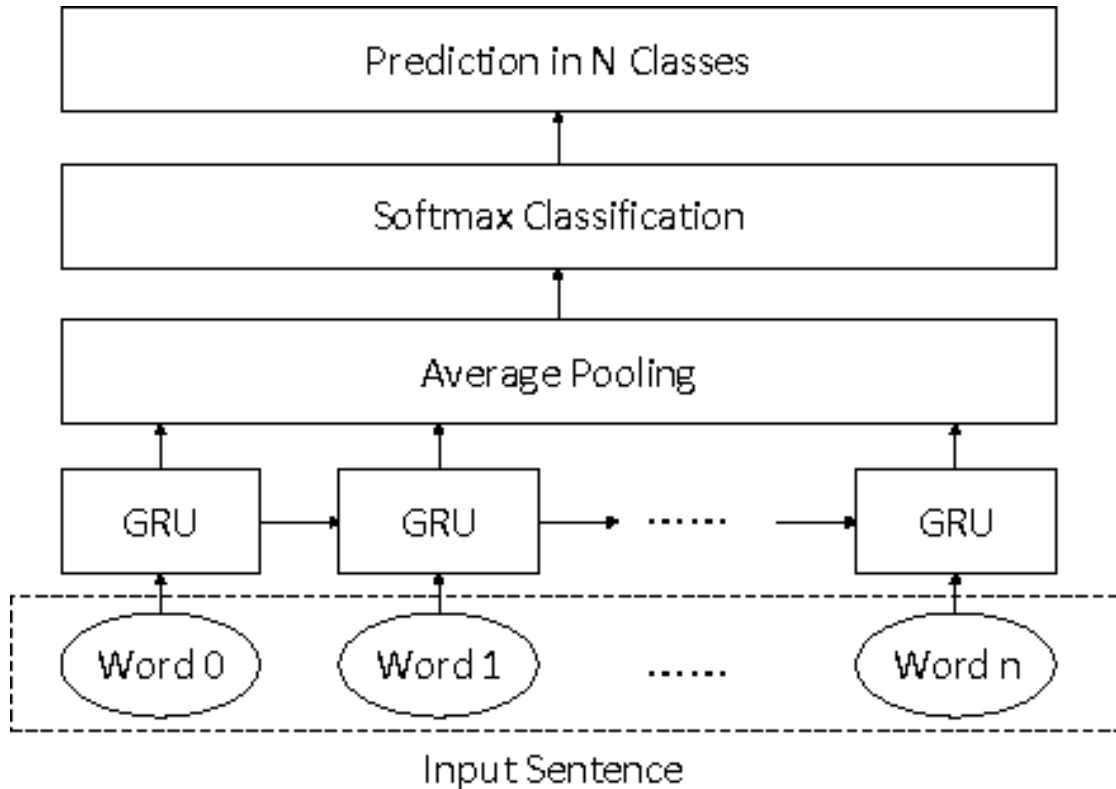 Prediction in N Classes
Softmax Classification
Average Pooling
GRU GRU ...... GRU
Word 0 Word 1 ...... Word n
Input Sentence